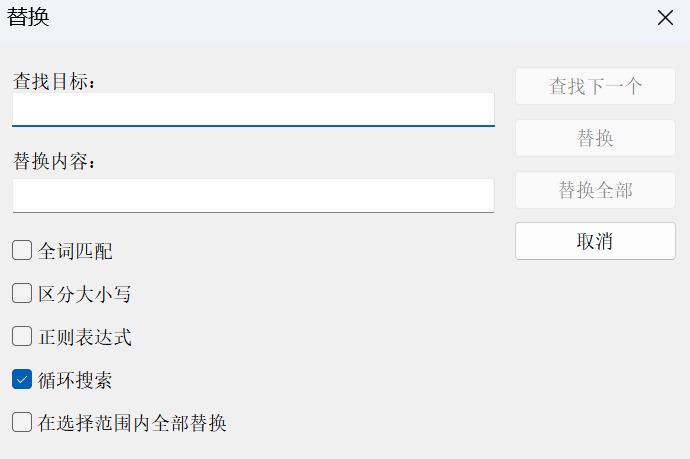 替换
查找目标：
查找下一个
替换内容：
替换
替换全部
取消
全词匹配
区分大小写
正则表达式
循环搜索
在选择范围内全部替换